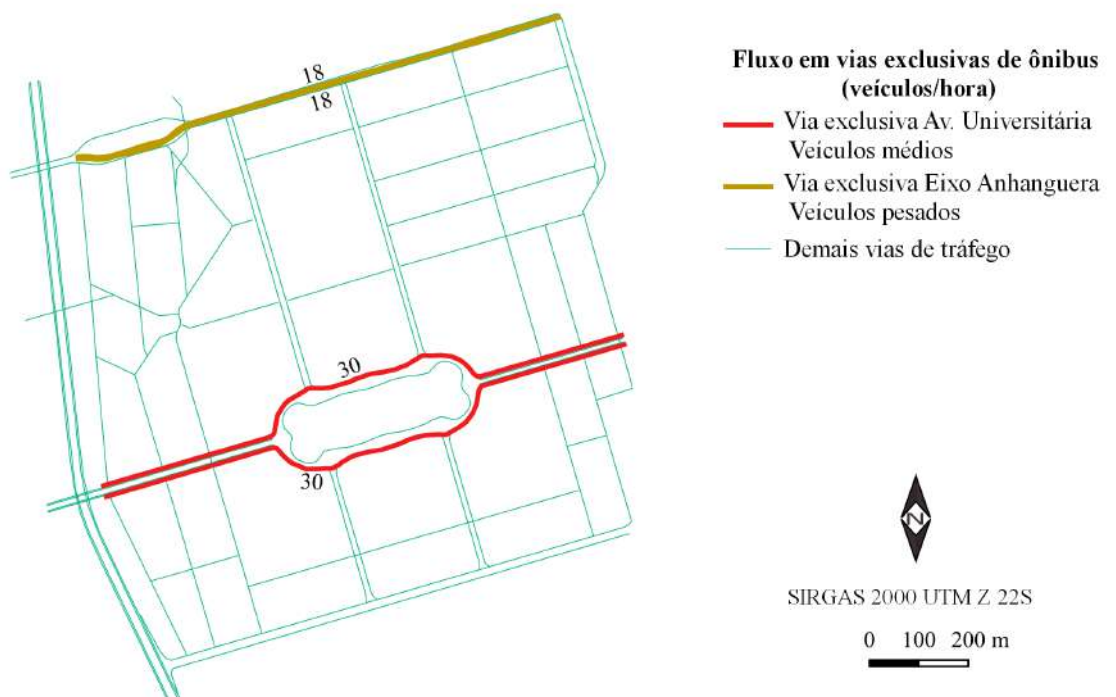 18
18
30
30
Fluxo em vias exclusivas de ônibus
(veículos/hora)
Via exclusiva Av. Universitária
Veículos médios
Via exclusiva Eixo Anhanguera
Veículos pesados
Demais vias de tráfego
N
SIRGAS 2000 UTM Z 22S
0 100 200 m